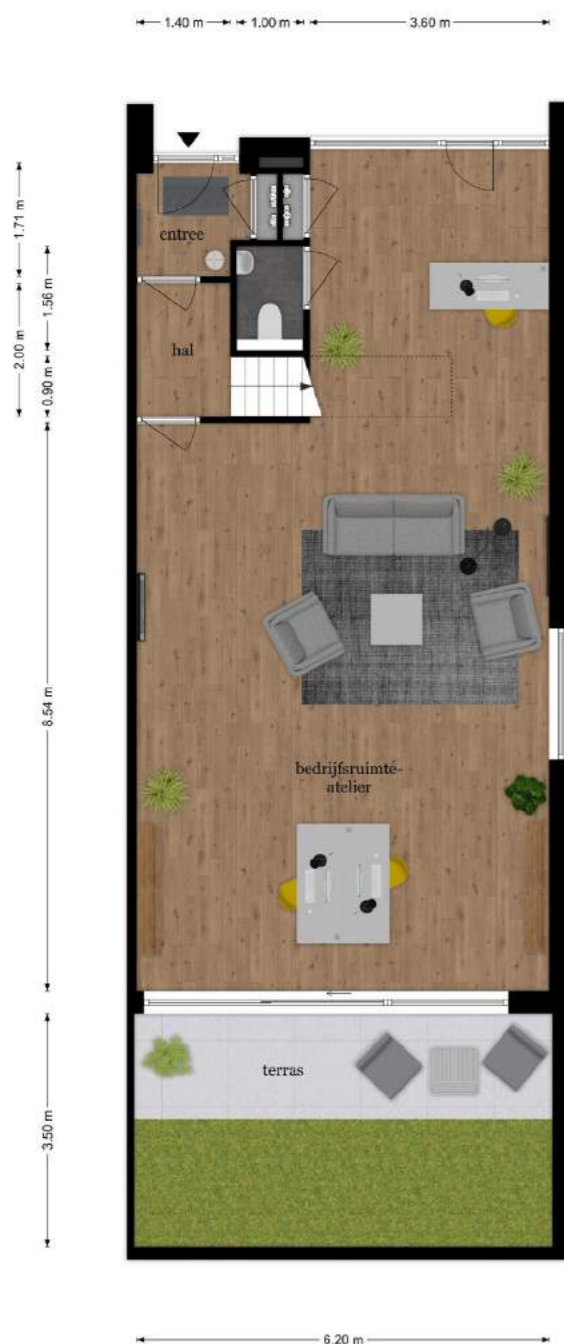 1.40 m
1.00 m
3.60 m
1.71 m
entree
1.56 m
2.00 m
hal
0.90 m
8.54 m
bedrijfsruimte-
atelier
terras
3.50 m
6.20 m